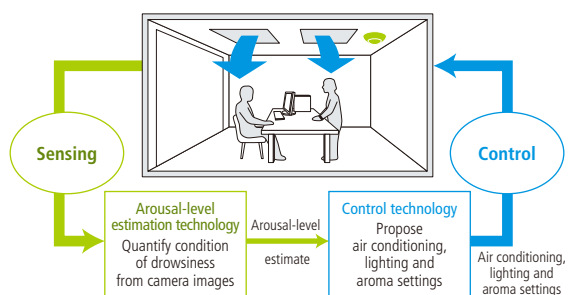 Sensing
Control
Arousal-level
estimation technology
Quantify condition
of drowsiness
from camera images
Arousal-level
estimate
Control technology
Propose
air conditioning,
lighting and
aroma settings
Air conditioning,
lighting and
aroma settings